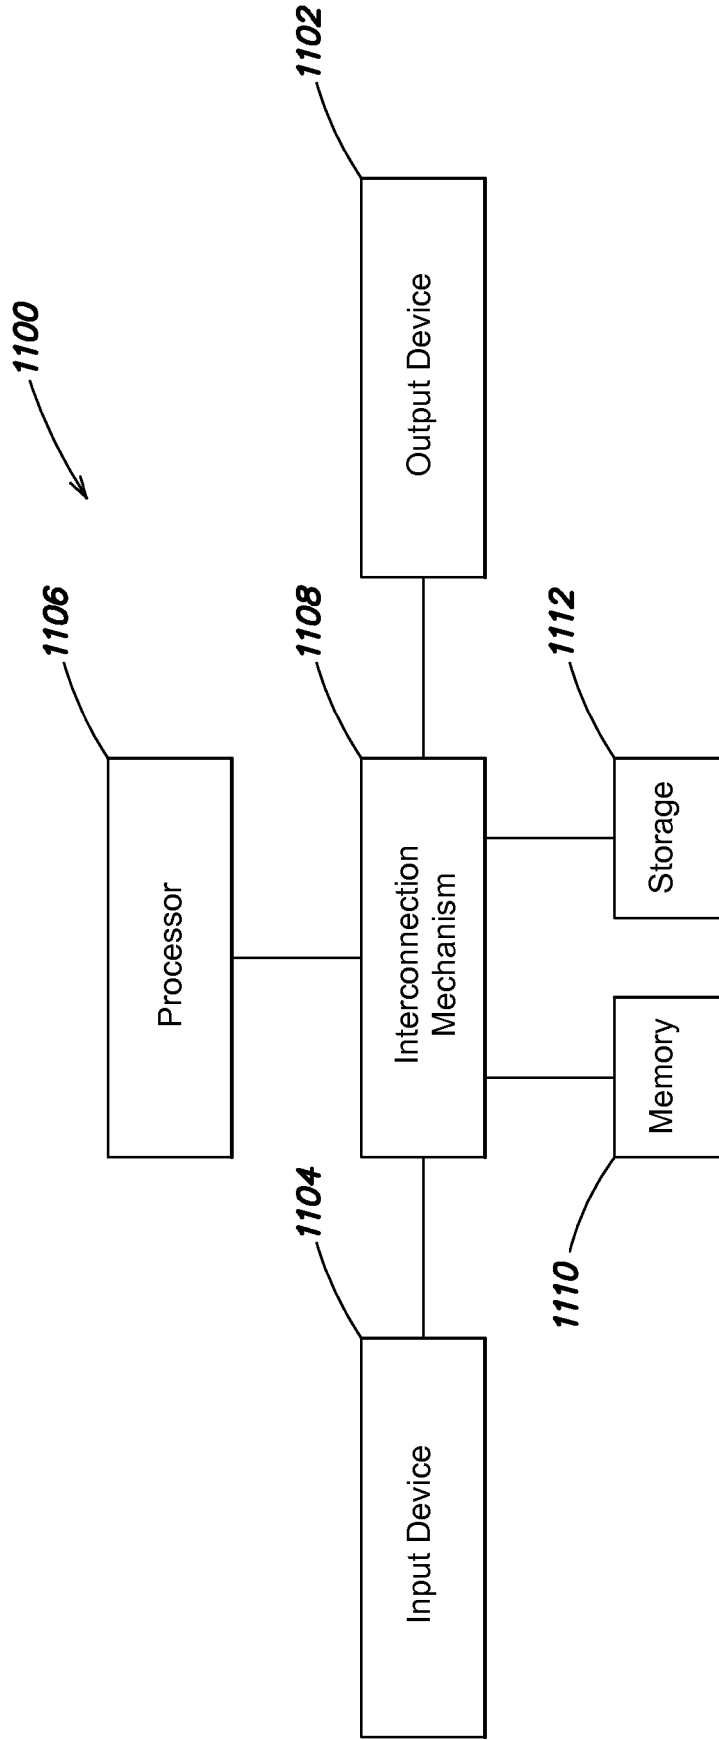 1100
1106
Processor
1104
1108
1102
Input Device
Interconnection
Mechanism
Output Device
1110
1112
Memory
Storage